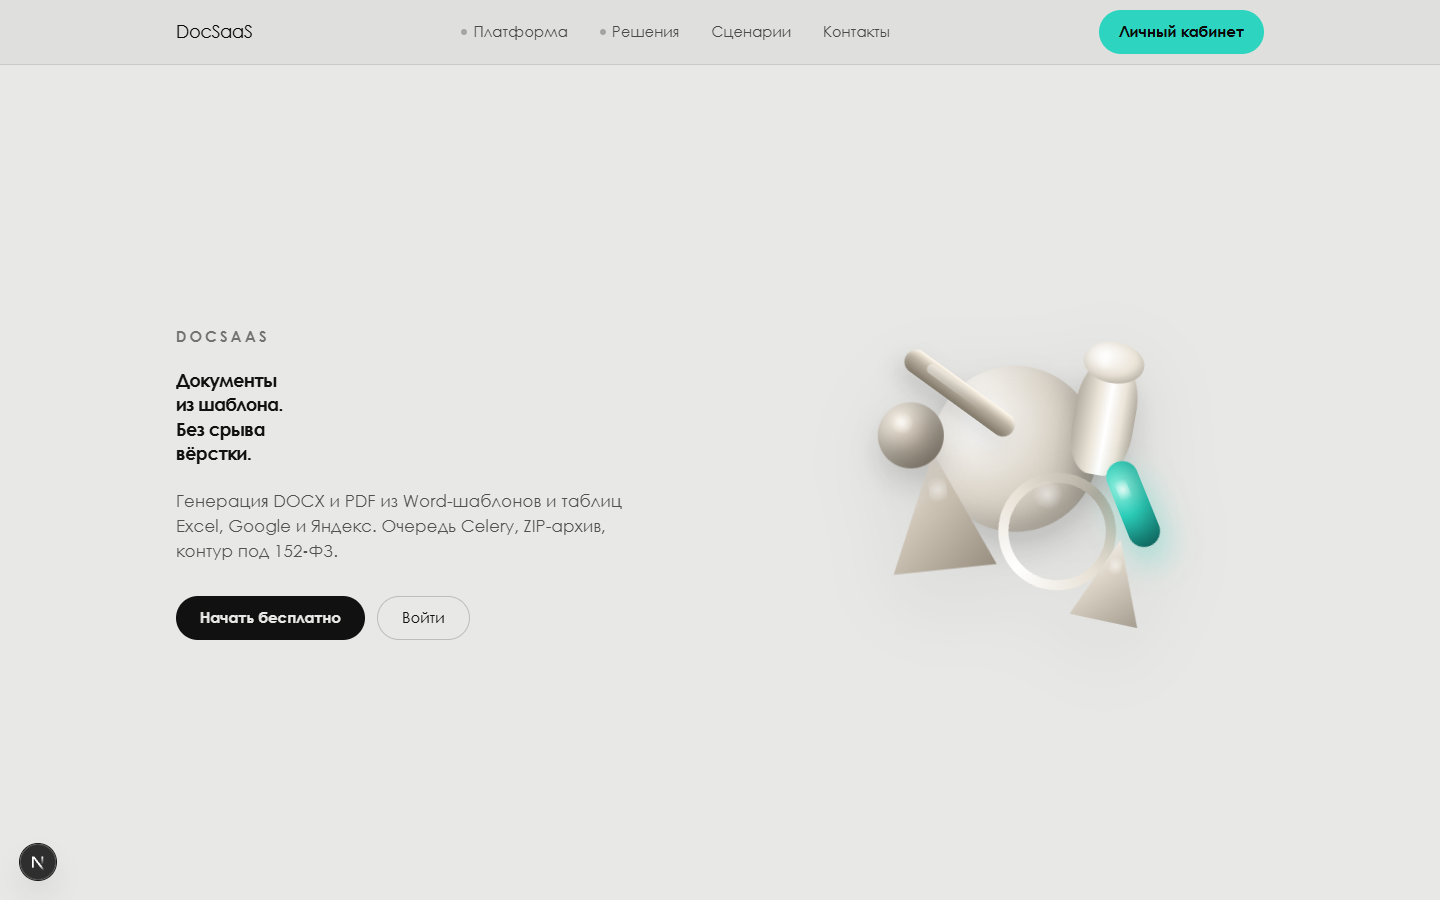 DocSaaS
Платформа
Решения
Сценарии
Контакты
Личный кабинет
DOCSAAS
Документы
из шаблона.
Без срыва
вёрстки.
Генерация DOCX и PDF из Word-шаблонов и таблиц
Excel, Google и Яндекс. Очередь Celery, ZIP-архив,
контур под 152-ФЗ.
Начать бесплатно
Войти
N